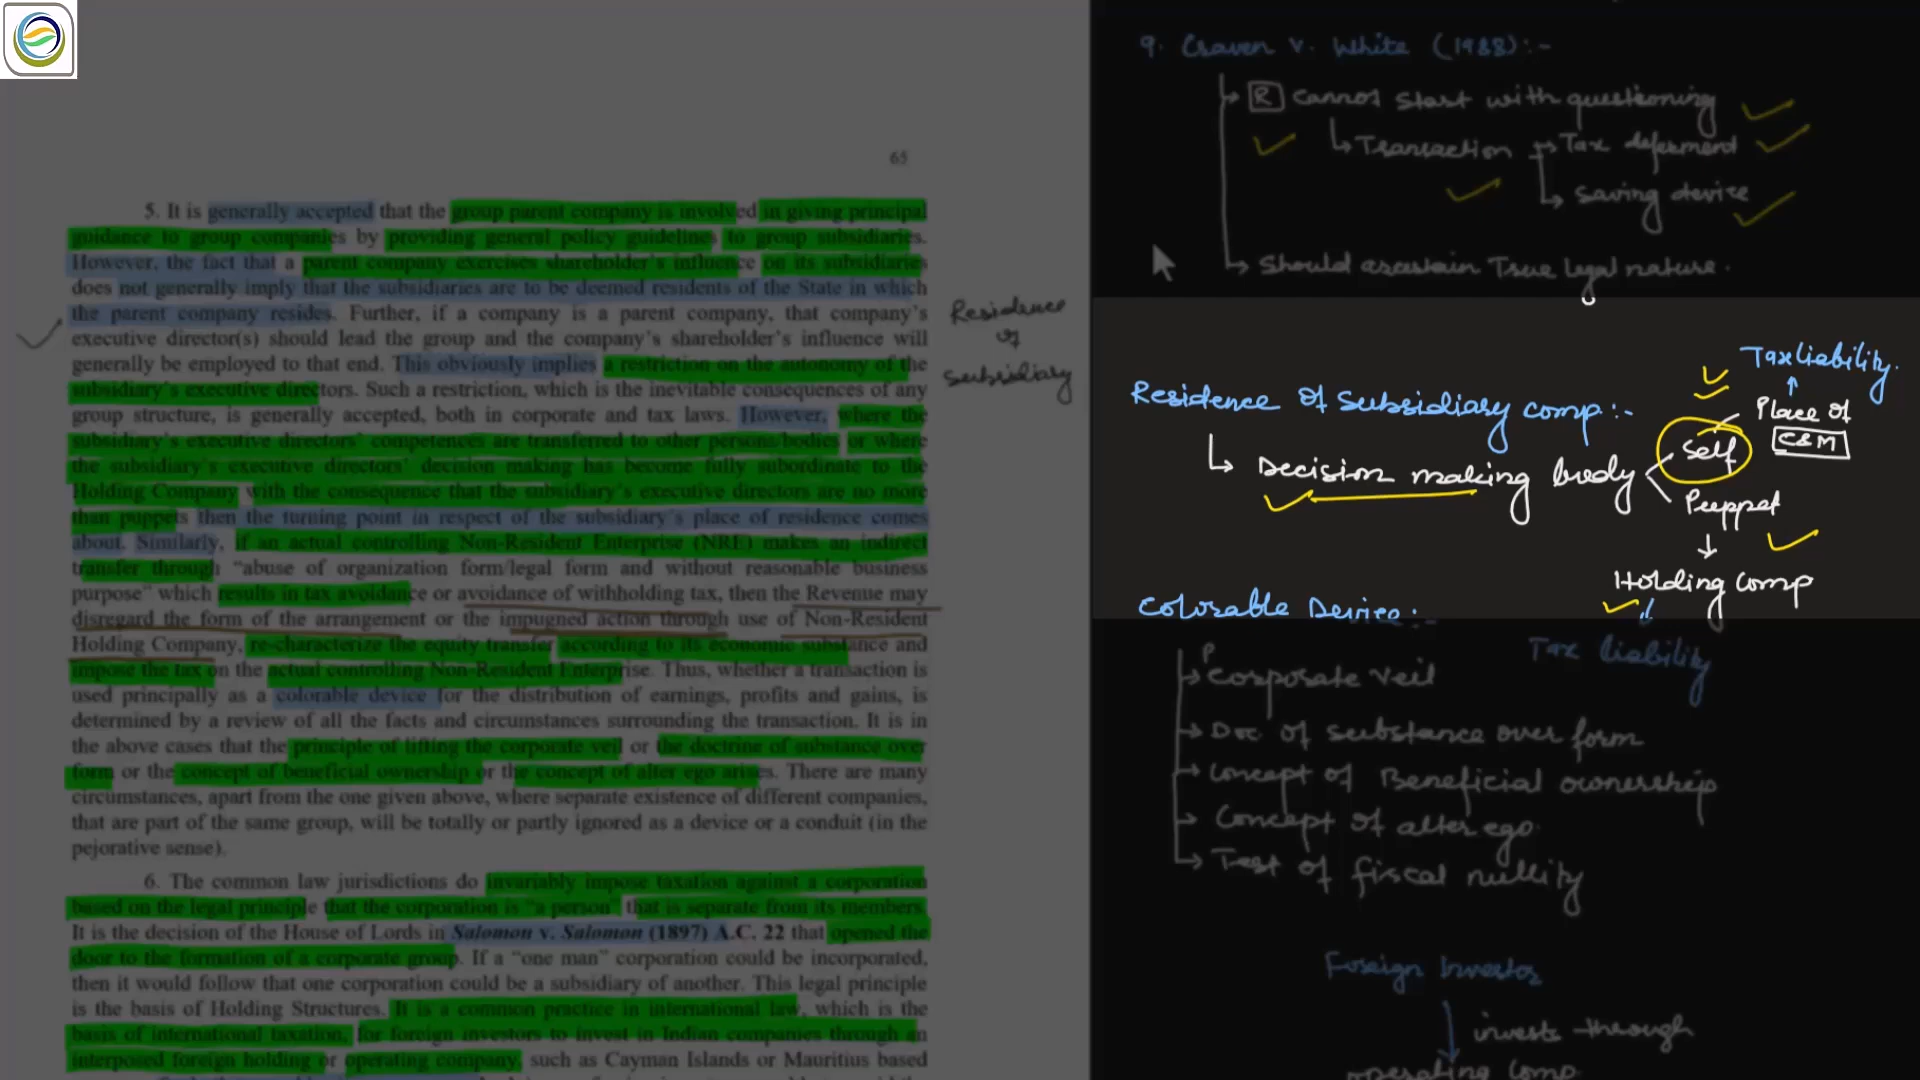 65
5. It is generally accepted that the group parent company is involved in giving principal
guidance to group companies by providing general policy guidelines to group subsidiaries.
However, the fact that a parent company exercises shareholder's influence on its subsidiaries
does not generally imply that the subsidiaries are to be deemed residents of the State in which
the parent company resides. Further, if a company is a parent company, that company's
executive director(s) should lead the group and the company's shareholder's influence will
generally be employed to that end. This obviously implies a restriction on the autonomy of the
subsidiary's executive directors. Such a restriction, which is the inevitable consequences of any
group structure, is generally accepted, both in corporate and tax laws. However, where the
subsidiary's executive directors' competences are transferred to other persons/bodies or where
the subsidiary's executive directors' decision making has become fully subordinate to the
Holding Company with the consequence that the subsidiary's executive directors are no more
than puppets then the turning point in respect of the subsidiary's place of residence comes
about. Similarly, if an actual controlling Non-Resident Enterprise (NRE) makes an indirect
transfer through "abuse of organization form/legal form and without reasonable business
purpose" which results in tax avoidance or avoidance of withholding tax, then the Revenue may
disregard the form of the arrangement or the impugned action through use of Non-Resident
Holding Company, re-characterize the equity transfer according to its economic substance and
impose the tax on the actual controlling Non-Resident Enterprise. Thus, whether a transaction is
used principally as a colorable device for the distribution of earnings, profits and gains, is
determined by a review of all the facts and circumstances surrounding the transaction. It is in
the above cases that the principle of lifting the corporate veil or the doctrine of substance over
form or the concept of beneficial ownership or the concept of alter ego arises. There are many
circumstances, apart from the one given above, where separate existence of different companies,
that are part of the same group, will be totally or partly ignored as a device or a conduit (in the
pejorative sense).
6. The common law jurisdictions do invariably impose taxation against a corporation
based on the legal principle that the corporation is "a person" that is separate from its members.
It is the decision of the House of Lords in Salomon v. Salomon (1897) A.C. 22 that opened the
door to the formation of a corporate group. If a "one man" corporation could be incorporated,
then it would follow that one corporation could be a subsidiary of another. This legal principle
is the basis of Holding Structures. It is a common practice in international law, which is the
basis of international taxation, for foreign investors to invest in Indian companies through an
interposed foreign holding or operating company, such as Cayman Islands or Mauritius based
Residence
of
subsidiary
9. Craven v. White (1988):-
R Cannot start with questioning
Transaction → Tax deferment
Saving device
Should ascertain True legal nature.
Tax liability.
Residence of subsidiary comp:-
Place of
C&M
Self
Decision making body
Puppet
Holding comp
Colorable Device:-
Tax liability
P
Corporate veil
Doc. of substance over form
Concept of Beneficial ownership
Concept of alter ego
Test of fiscal nullity
Foreign Investor
invests through
operating comp